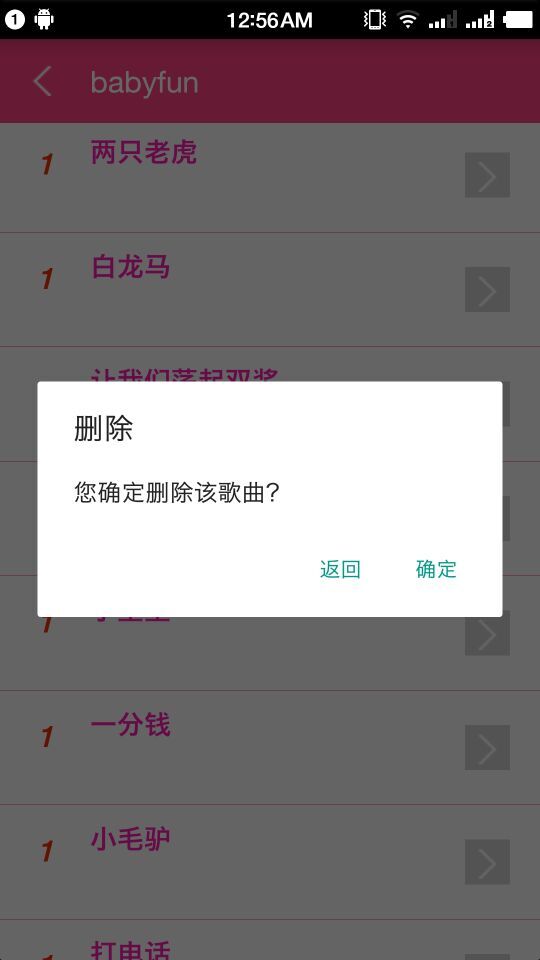 1
12:56AM
2
babyfun
1
两只老虎
1
白龙马
让我们荡起双桨
删除
您确定删除该歌曲?
返回
确定
1
1
一分钱
1
小毛驴
1
打电话